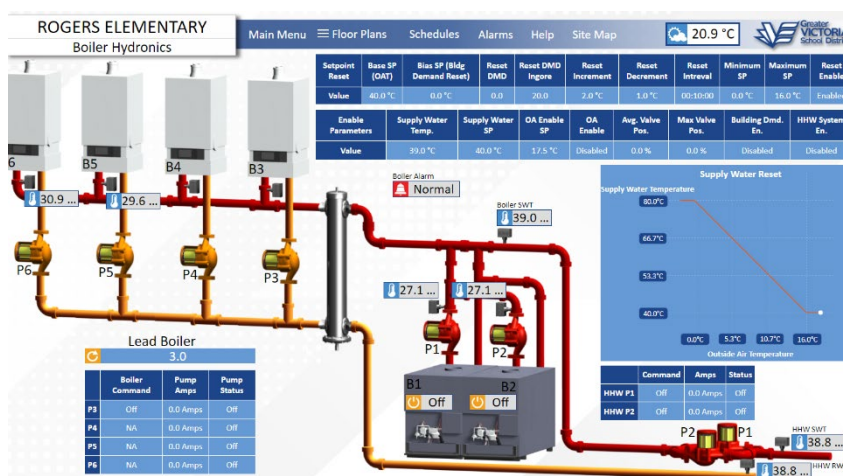 ROGERS ELEMENTARY
Boiler Hydronics
Main Menu Floor Plans Schedules Alarms Help Site Map
20.9 °C
Greater
VICTORIA
School District
Setpoint Reset Base SP (OAT) Bias SP (Bldg Demand Reset) Reset DMD Reset DMD Ingore Reset Increment Reset Decrement Reset Intreval Minimum SP Maximum SP Reset Enable
Value 40.0 °C 0.0 °C 0.0 20.0 2.0 °C 1.0 °C 00:10:00 0.0 °C 16.0 °C Enabled
Enable Parameters Supply Water Temp. Supply Water SP OA Enable SP OA Enable Avg. Valve Pos. Max Valve Pos. Building Dmd. En. HHW System En.
Value 39.0 °C 40.0 °C 17.5 °C Disabled 0.0 % 0.0 % Disabled Disabled
6 B5 B4 B3
30.9 ... 29.6 ...
Boiler Alarm
Normal
Boiler SWT
39.0 ...
Supply Water Reset
Supply Water Temperature
80.0°C
66.7°C
53.3°C
40.0°C
0.0°C 5.3°C 10.7°C 16.0°C
Outside Air Temperature
P6 P5 P4 P3
27.1 ... 27.1 ...
P1 P2
B1 B2
Off Off
Lead Boiler
3.0
Boiler Command Pump Amps Pump Status
P3 Off 0.0 Amps Off
P4 NA 0.0 Amps Off
P5 NA 0.0 Amps Off
P6 NA 0.0 Amps Off
Command Amps Status
HHW P1 Off 0.0 Amps Off
HHW P2 Off 0.0 Amps Off
P2 P1
HHW SWT
38.8 ...
HHW RW
38.8 ...